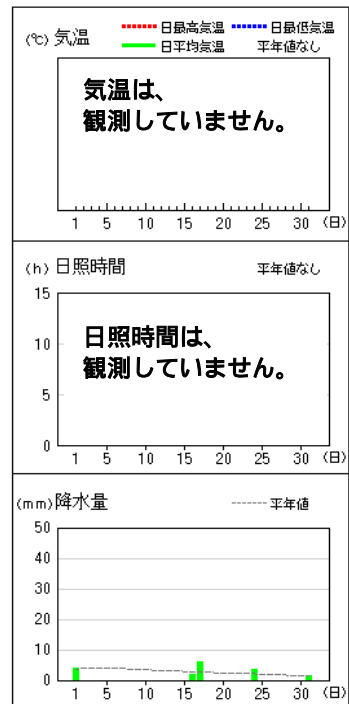 (℃) 気温 日最高気温 日最低気温
日平均気温 平年値なし
気温は、
観測していません。
1 5 10 15 20 25 30 (日)
(h) 日照時間 平年値なし
15
10
5
0
日照時間は、
観測していません。
1 5 10 15 20 25 30 (日)
(mm) 降水量 平年値
50
40
30
20
10
0
1 5 10 15 20 25 30 (日)